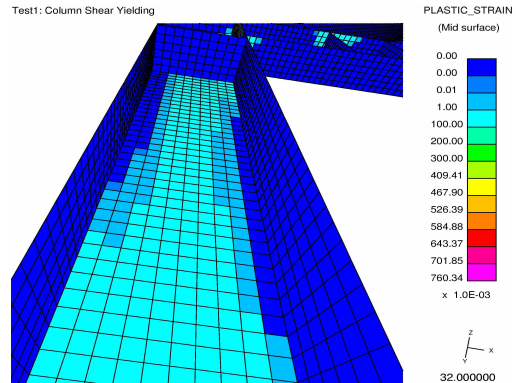 Test1: Column Shear Yielding
PLASTIC_STRAIN
(Mid surface)
0.00
0.00
0.01
1.00
100.00
200.00
300.00
409.41
467.90
526.39
584.88
643.37
701.85
760.34
x 1.0E-03
Z
X
Y
32.000000